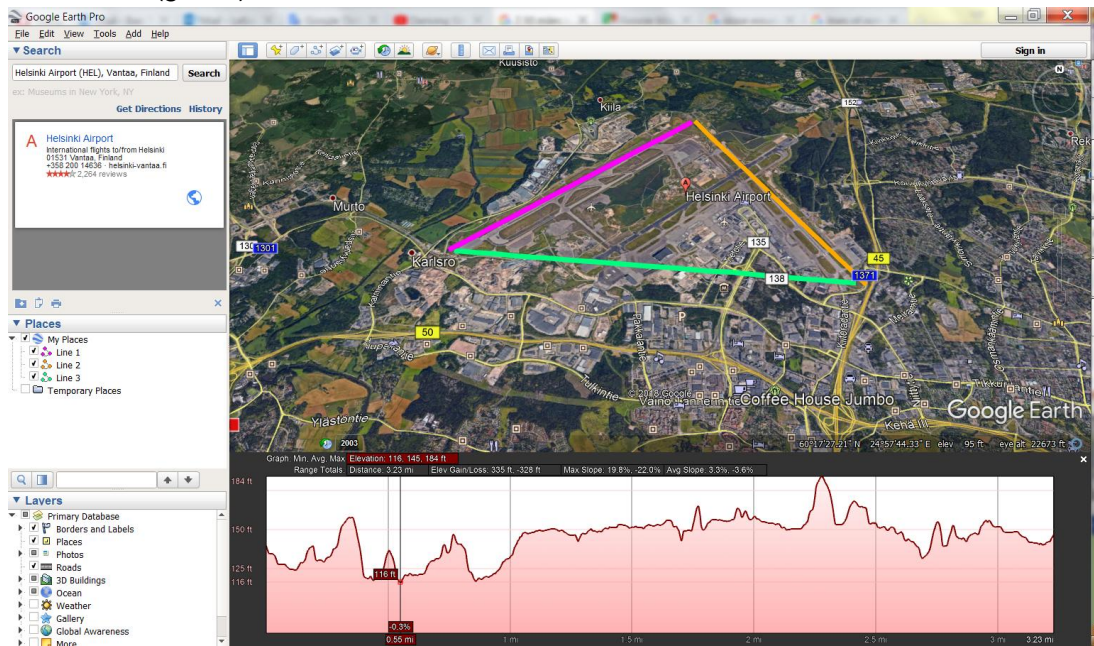 Google Earth Pro
File Edit View Tools Add Help
Search
Sign in
Helsinki Airport (HEL), Vantaa, Finland Search
ex: Museums in New York, NY
Get Directions History
A Helsinki Airport
International flights to/from Helsinki
01531 Vantaa, Finland
+358 200 14636 - helsinki-vantaa.fi
2,264 reviews
Places
My Places
Line 1
Line 2
Line 3
Temporary Places
Layers
Primary Database
Borders and Labels
Places
Photos
Roads
3D Buildings
Ocean
Weather
Gallery
Global Awareness
More
Kuusisto
N
Kiila
152
Rek
A
Helsinki Airport
Murto
130 1301
Karlsro
135
45
138
1371
50
P
Tulkintie
© 2018 Google
Coffee House Jumbo
Google Earth
Ylästöntie
Kehä III
2003
60°17'27.21" N 24°57'44.33" E elev 95 ft eye alt 22673 ft
Graph: Min, Avg, Max Elevation: 116, 145, 184 ft
Range Totals: Distance: 3.23 mi Elev Gain/Loss: 335 ft, -328 ft Max Slope: 19.8%, -22.0% Avg Slope: 3.3%, -3.6%
184 ft
150 ft
125 ft
116 ft
116 ft
-0.3%
0.55 mi 1 mi 1.5 mi 2 mi 2.5 mi 3 mi 3.23 mi